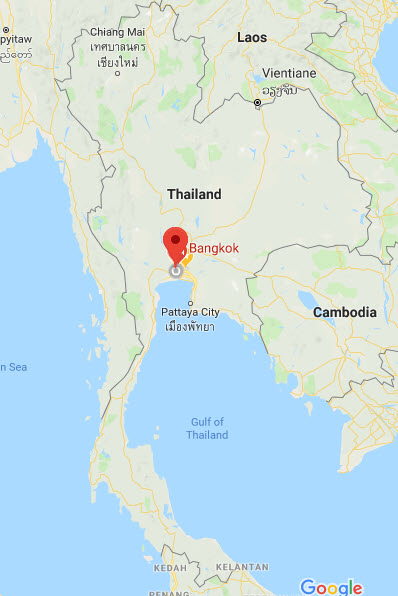 Laos
Chiang Mai
เทศบาลนคร
เชียงใหม่
pyitaw
Vientiane
ວຽງຈັນ
Thailand
Bangkok
Pattaya City
เมืองพัทยา
Cambodia
n Sea
Gulf of
Thailand
KEDAH
KELANTAN
PENANG
Google